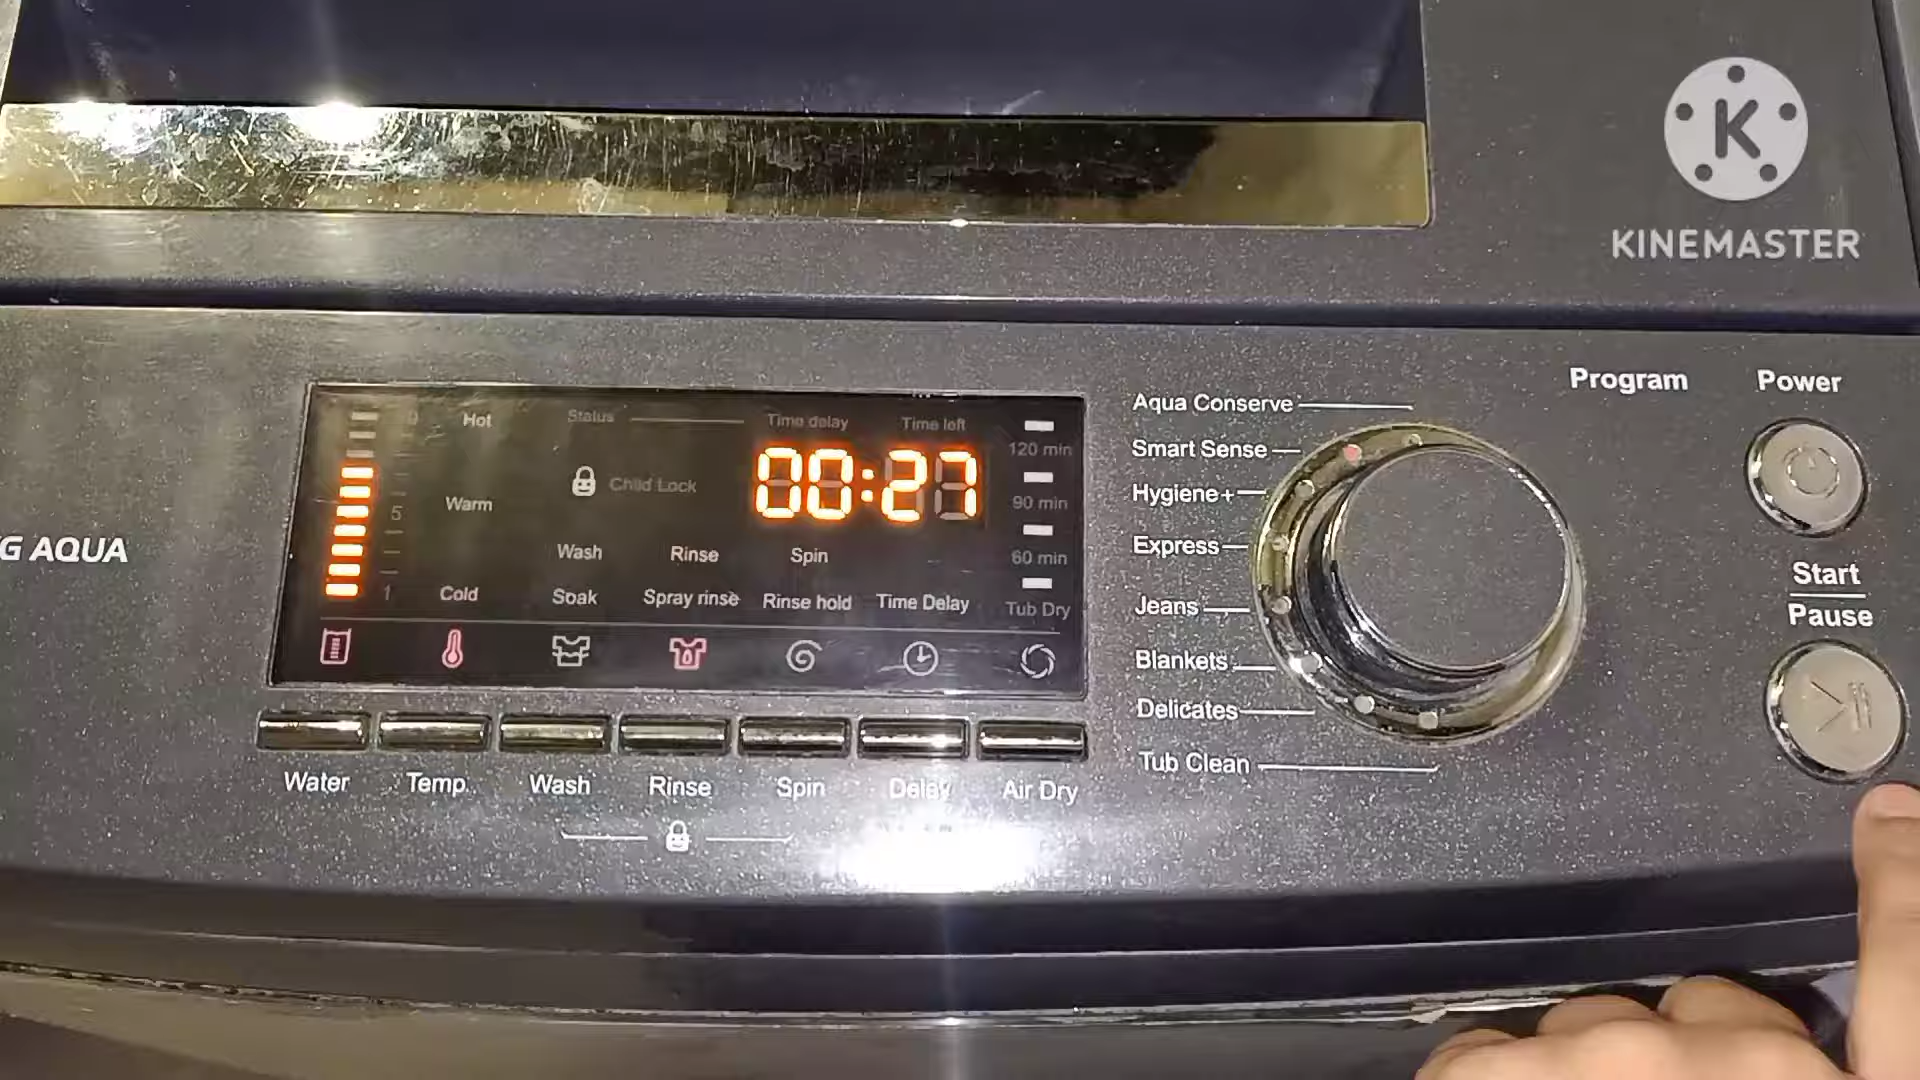 K
KINEMASTER
G AQUA
Hot
Warm
Cold
5
1
Status
Child Lock
Time delay
Time left
00:27
Wash
Rinse
Spin
Soak
Spray rinse
Rinse hold
Time Delay
120 min
90 min
60 min
Tub Dry
Water
Temp.
Wash
Rinse
Spin
Delay
Air Dry
Aqua Conserve
Smart Sense
Hygiene+
Express
Jeans
Blankets
Delicates
Tub Clean
Program
Power
Start
Pause